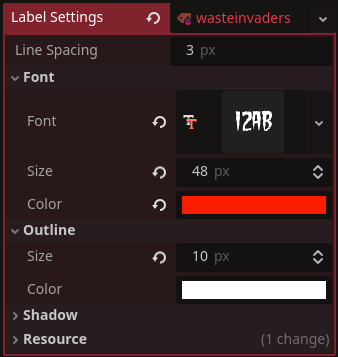 Label Settings wasteinvaders
Line Spacing 3 px
Font
Font 12AB
Size 48 px
Color
Outline
Size 10 px
Color
Shadow
Resource (1 change)